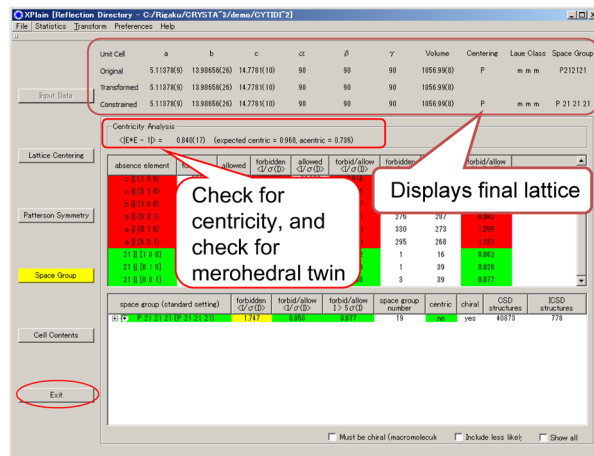 XPlain [Reflection Directory - C:/Rigaku/CRYSTA~3/demo/CYTIDI~2]
File Statistics Transform Preferences Help
Unit Cell a b c α β γ Volume Centering Laue Class Space Group
Original 5.11378(9) 13.98656(26) 14.7781(10) 90 90 90 1056.99(8) P m m m P212121
Transformed 5.11378(9) 13.98656(26) 14.7781(10) 90 90 90 1056.99(8)
Constrained 5.11378(9) 13.98656(26) 14.7781(10) 90 90 90 1056.99(8) P m m m P 21 21 21
Input Data
Centricity Analysis
<|E*E - 1|> = 0.840(17) (expected centric = 0.968, acentric = 0.736)
Lattice Centering
Patterson Symmetry
Space Group
Cell Contents
Exit
absence element allowed forbidden <I/σ(I)> allowed <I/σ(I)> forbid/allow <I/σ(I)> forbidden forbid/allow
Check for
centricity, and
check for
merohedral twin
Displays final lattice
276 287
330 273 1.203
295 268 1.101
21 || [1 0 0] 1 16 0.062
21 || [0 1 0] 1 39 0.026
21 || [0 0 1] 3 39 0.077
space group (standard setting) forbidden <I/σ(I)> forbid/allow <I/σ(I)> forbid/allow I > 5σ(I) space group number centric chiral CSD structures ICSD structures
P 21 21 21 (P 21 21 21) 1.747 0.050 0.077 19 no yes 40873 778
Must be chiral (macromolecule Include less likely Show all